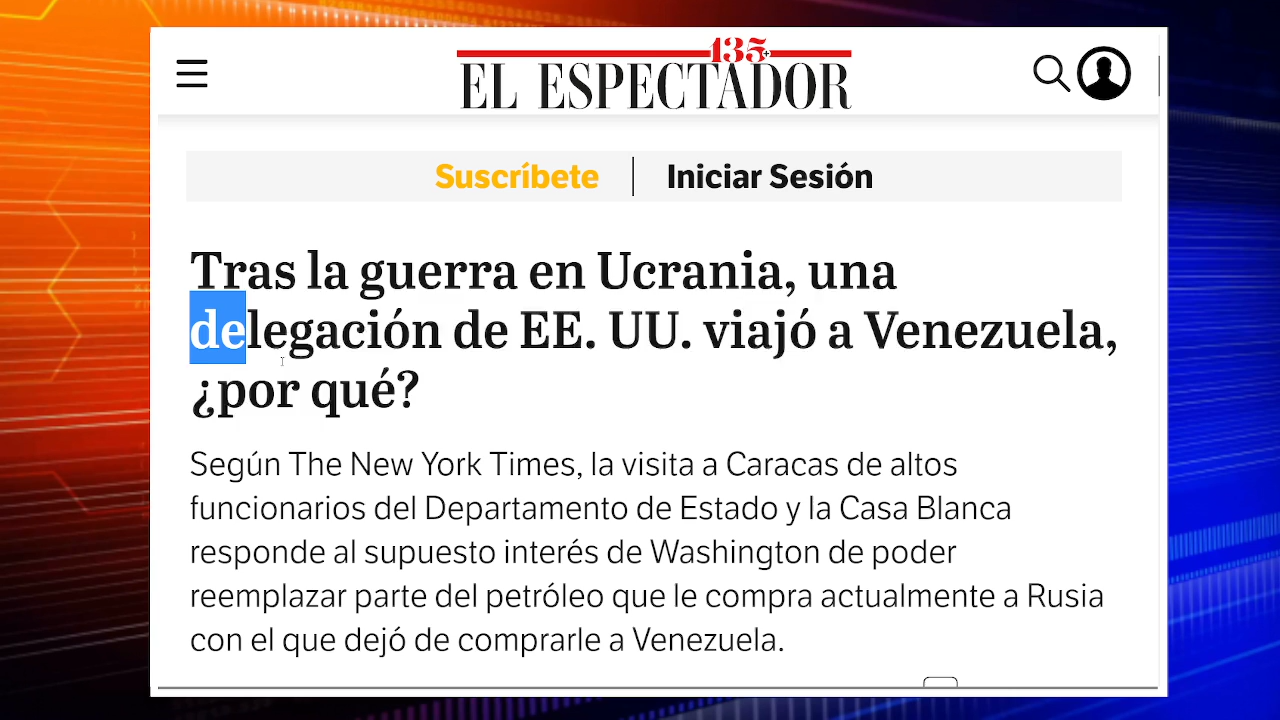 135+
EL ESPECTADOR
Suscríbete | Iniciar Sesión
Tras la guerra en Ucrania, una
delegación de EE. UU. viajó a Venezuela,
¿por qué?
Según The New York Times, la visita a Caracas de altos
funcionarios del Departamento de Estado y la Casa Blanca
responde al supuesto interés de Washington de poder
reemplazar parte del petróleo que le compra actualmente a Rusia
con el que dejó de comprarle a Venezuela.